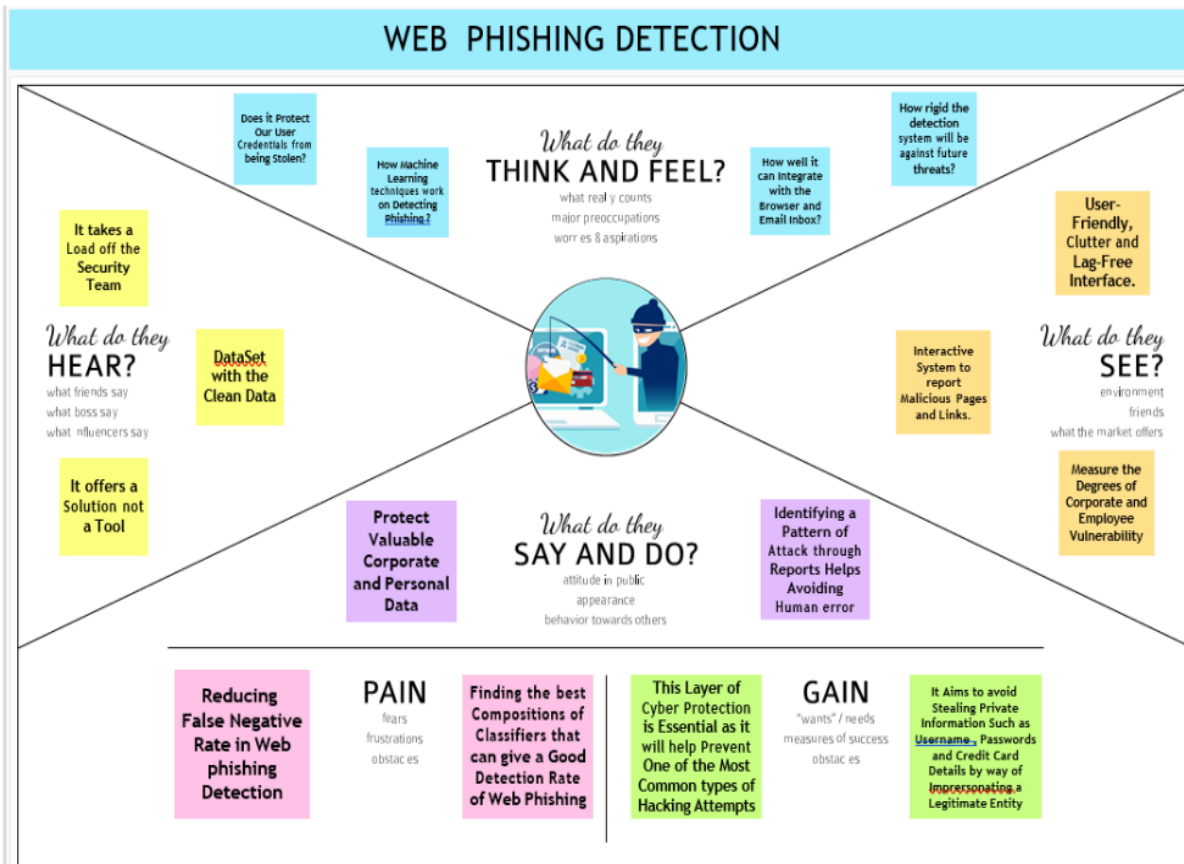 WEB PHISHING DETECTION
Does it Protect
Our User
Credentials from
being Stolen?
How Machine
Learning
techniques work
on Detecting
Phishing.?
What do they
THINK AND FEEL?
what real y counts
major preoccupations
worr es & aspirations
How well it
can Integrate
with the
Browser and
Email Inbox?
How rigid the
detection
system will be
against future
threats?
It takes a
Load off the
Security
Team
What do they
HEAR?
what friends say
what boss say
what nfluencers say
DataSet
with the
Clean Data
It offers a
Solution not
a Tool
User-
Friendly,
Clutter and
Lag-Free
Interface.
Interactive
System to
report
Malicious Pages
and Links.
What do they
SEE?
environment
friends
what the market offers
Measure the
Degrees of
Corporate and
Employee
Vulnerability
Protect
Valuable
Corporate
and Personal
Data
What do they
SAY AND DO?
attitude in public
appearance
behavior towards others
Identifying a
Pattern of
Attack through
Reports Helps
Avoiding
Human error
Reducing
False Negative
Rate in Web
phishing
Detection
PAIN
fears
frustrations
obstac es
Finding the best
Compositions of
Classifiers that
can give a Good
Detection Rate
of Web Phishing
This Layer of
Cyber Protection
is Essential as it
will help Prevent
One of the Most
Common types of
Hacking Attempts
GAIN
"wants" / needs
measures of success
obstac es
It Aims to avoid
Stealing Private
Information Such as
Username , Passwords
and Credit Card
Details by way of
Imprersonating a
Legitimate Entity